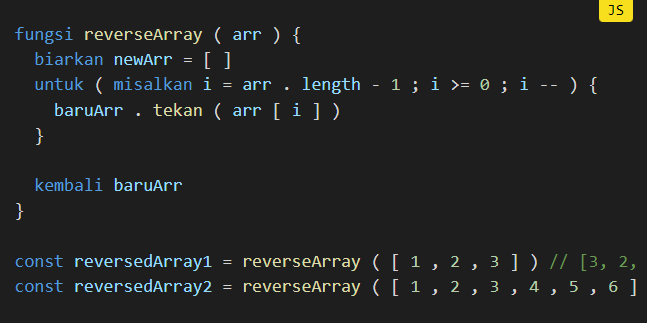 JS
fungsi reverseArray ( arr ) {
biarkan newArr = [ ]
untuk ( misalkan i = arr . length - 1 ; i >= 0 ; i -- ) {
baruArr . tekan ( arr [ i ] )
}
kembali baruArr
}
const reversedArray1 = reverseArray ( [ 1 , 2 , 3 ] ) // [3, 2,
const reversedArray2 = reverseArray ( [ 1 , 2 , 3 , 4 , 5 , 6 ]